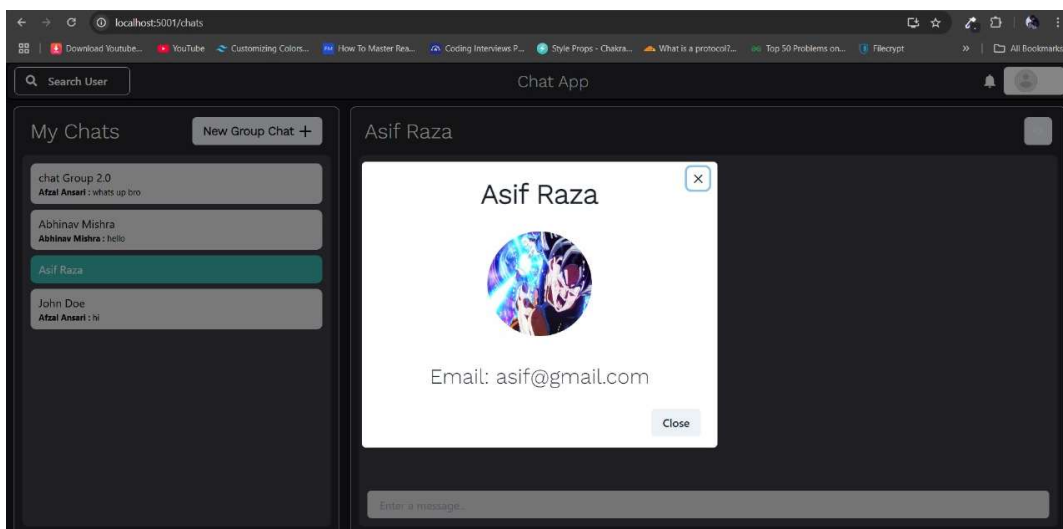 localhost:5001/chats
Download Youtube... YouTube Customizing Colors... How To Master Rea... Coding Interviews P... Style Props - Chakra... What is a protocol?... Top 50 Problems on... Filecrypt » All Bookmarks
Search User Chat App
My Chats New Group Chat + Asif Raza
chat Group 2.0
Afzal Ansari : whats up bro
Abhinav Mishra
Abhinav Mishra : hello
Asif Raza
John Doe
Afzal Ansari : hi
Asif Raza
Email: asif@gmail.com
Close
Enter a message..